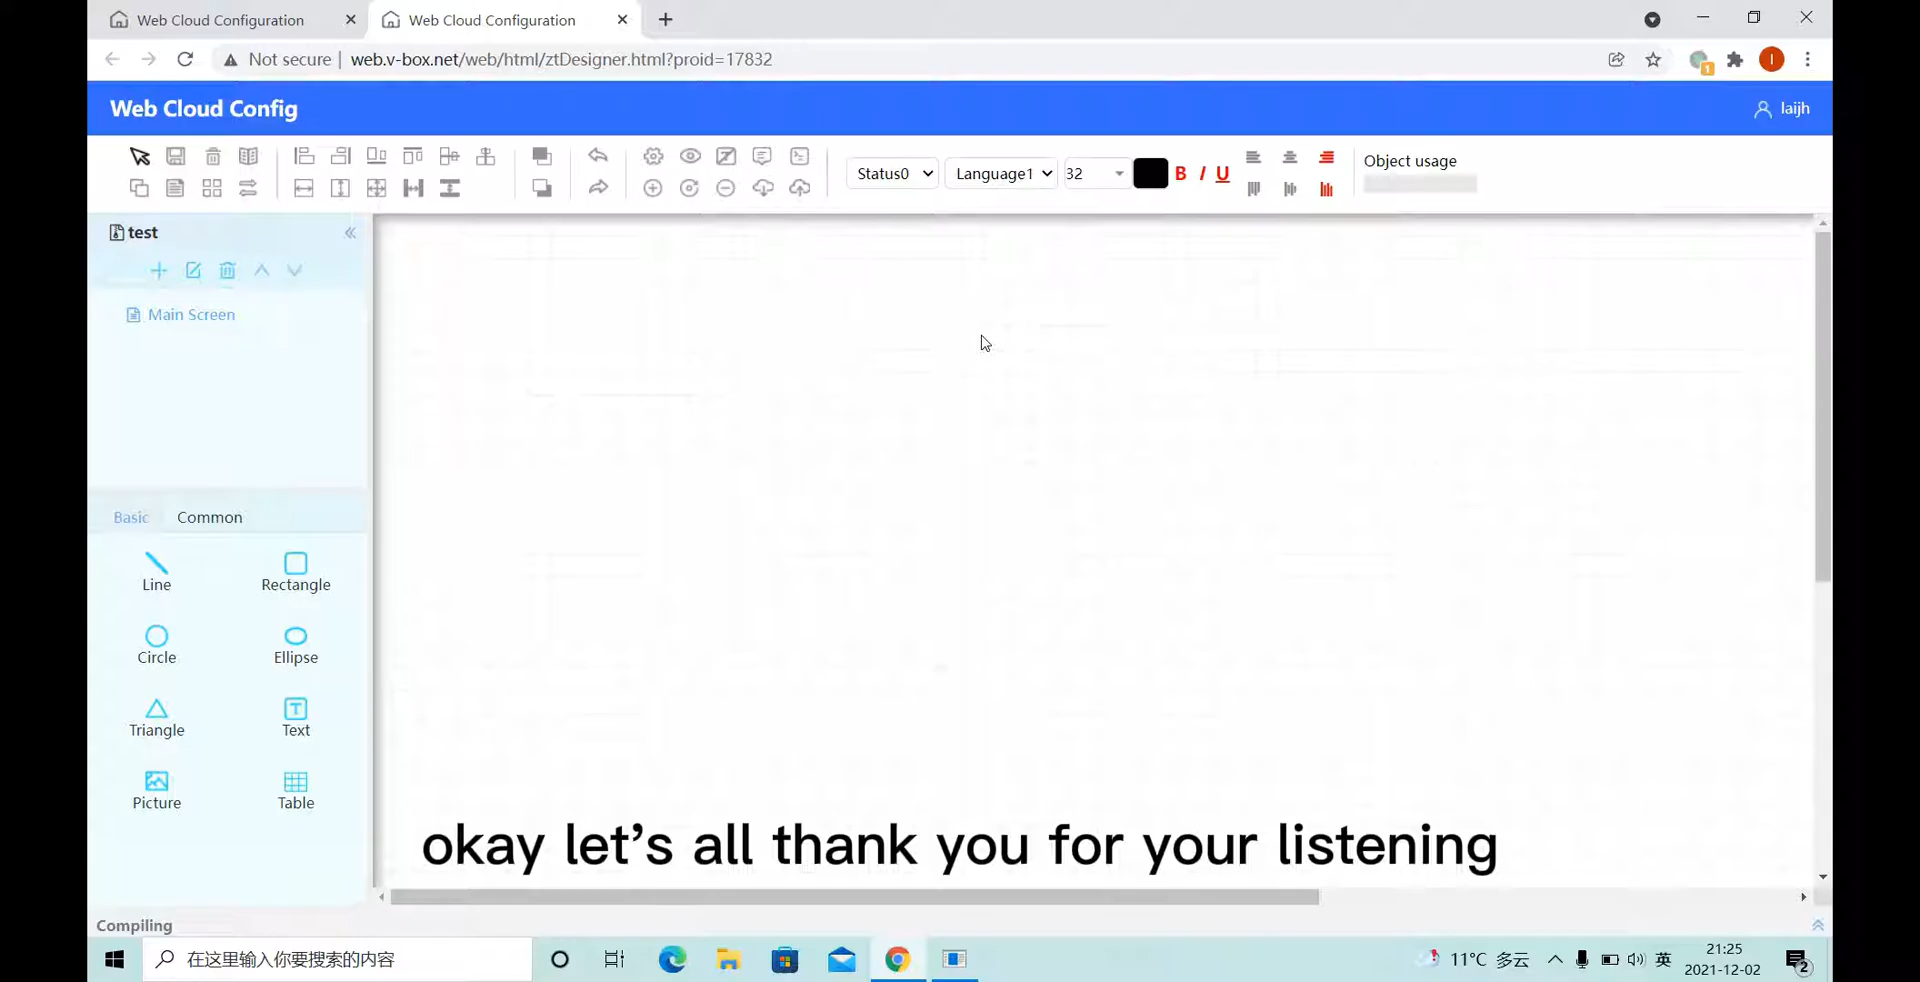 Web Cloud Configuration
Web Cloud Configuration
Not secure | web.v-box.net/web/html/ztDesigner.html?proid=17832
1
I
Web Cloud Config
laijh
Status0
Language1
32
B I U
Object usage
test
Main Screen
Basic
Common
Line
Rectangle
Circle
Ellipse
Triangle
T
Text
Picture
Table
okay let's all thank you for your listening
Compiling
在这里输入你要搜索的内容
11°C 多云
英
21:25
2021-12-02
2